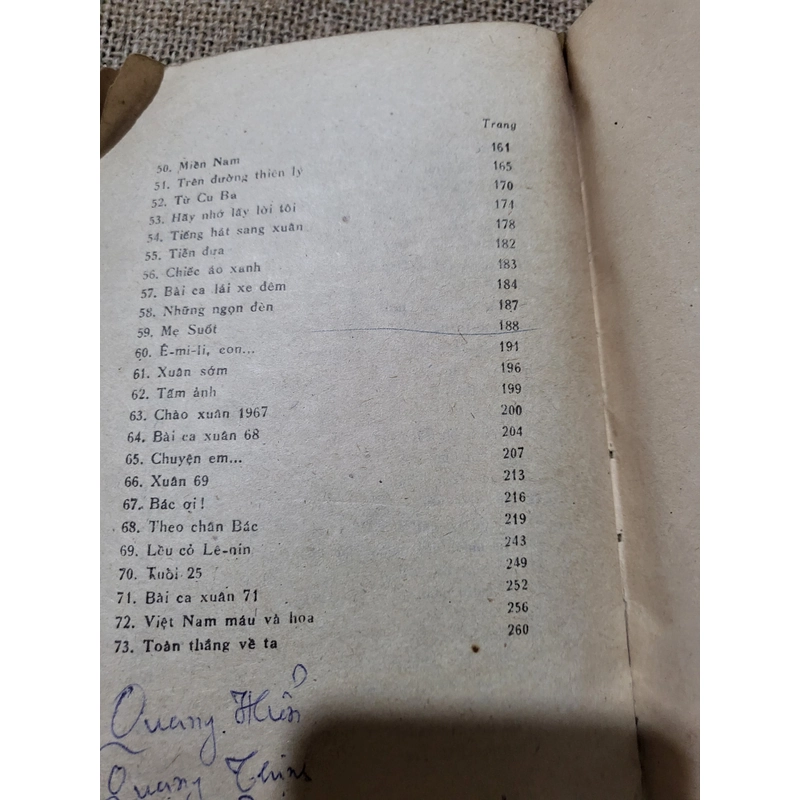 Trang
50. Miền Nam 161
51. Trên đường thiên lý 165
52. Từ Cu Ba 170
53. Hãy nhớ lấy lời tôi 174
54. Tiếng hát sang xuân 178
55. Tiễn đưa 182
56. Chiếc áo xanh 183
57. Bài ca lái xe đêm 184
58. Những ngọn đèn 187
59. Mẹ Suốt 188
60. Ê-mi-li, con... 191
61. Xuân sớm 196
62. Tấm ảnh 199
63. Chào xuân 1967 200
64. Bài ca xuân 68 204
65. Chuyện em... 207
66. Xuân 69 213
67. Bác ơi ! 216
68. Theo chân Bác 219
69. Lều cỏ Lê-nin 243
70. Tuổi 25 249
71. Bài ca xuân 71 252
72. Việt Nam máu và hoa 256
73. Toàn thắng về ta 260
Quang
Quang